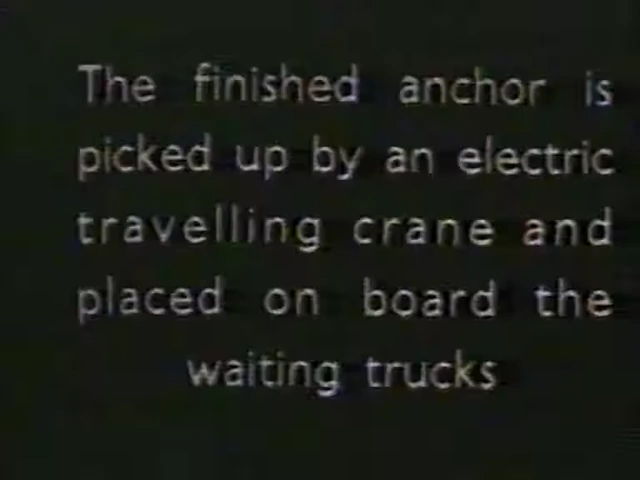 The finished anchor is
picked up by an electric
travelling crane and
placed on board the
waiting trucks